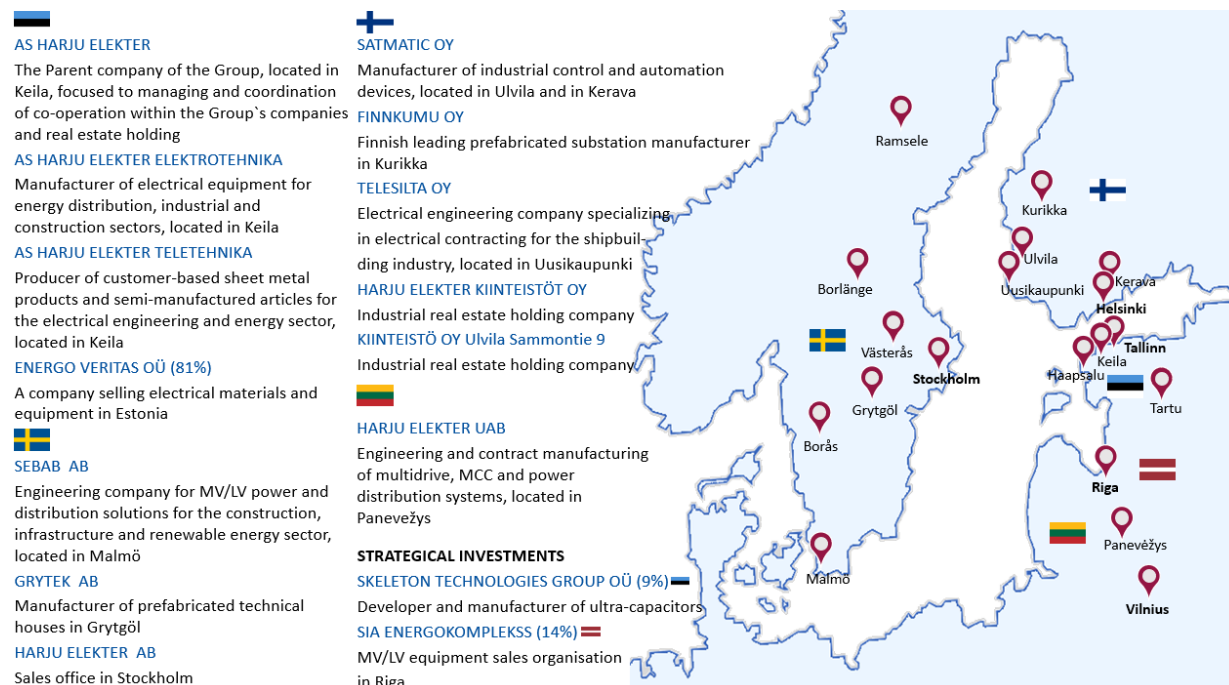 AS HARJU ELEKTER
The Parent company of the Group, located in
Keila, focused to managing and coordination
of co-operation within the Group`s companies
and real estate holding
AS HARJU ELEKTER ELEKTROTEHNIKA
Manufacturer of electrical equipment for
energy distribution, industrial and
construction sectors, located in Keila
AS HARJU ELEKTER TELETEHNIKA
Producer of customer-based sheet metal
products and semi-manufactured articles for
the electrical engineering and energy sector,
located in Keila
ENERGO VERITAS OÜ (81%)
A company selling electrical materials and
equipment in Estonia
SEBAB AB
Engineering company for MV/LV power and
distribution solutions for the construction,
infrastructure and renewable energy sector,
located in Malmö
GRYTEK AB
Manufacturer of prefabricated technical
houses in Grytgöl
HARJU ELEKTER AB
Sales office in Stockholm
SATMATIC OY
Manufacturer of industrial control and automation
devices, located in Ulvila and in Kerava
FINNKUMU OY
Finnish leading prefabricated substation manufacturer
in Kurikka
TELESILTA OY
Electrical engineering company specializing
in electrical contracting for the shipbuil-
ding industry, located in Uusikaupunki
HARJU ELEKTER KIINTEISTÖT OY
Industrial real estate holding company
KIINTEISTÖ OY Ulvila Sammontie 9
Industrial real estate holding company
HARJU ELEKTER UAB
Engineering and contract manufacturing
of multidrive, MCC and power
distribution systems, located in
Panevežys
STRATEGICAL INVESTMENTS
SKELETON TECHNOLOGIES GROUP OÜ (9%)
Developer and manufacturer of ultra-capacitors
SIA ENERGOKOMPLEKSS (14%)
MV/LV equipment sales organisation
in Riga
Ramsele
Kurikka
Ulvila
Uusikaupunki
Kerava
Helsinki
Borlänge
Västerås
Stockholm
Grytgöl
Borås
Malmö
Tallinn
Keila
Haapsalu
Tartu
Riga
Panevėžys
Vilnius